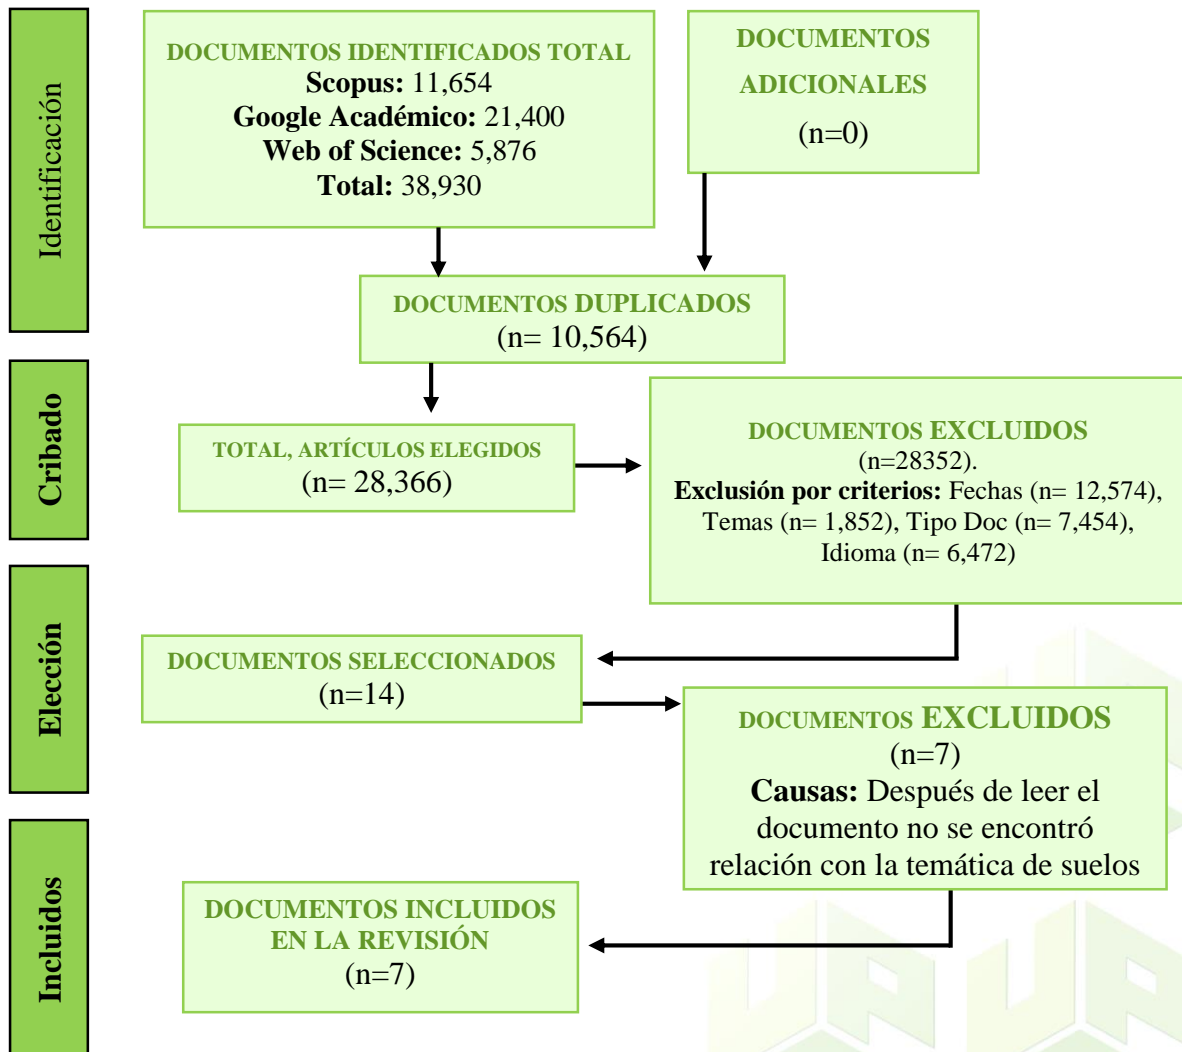 Identificación
DOCUMENTOS IDENTIFICADOS TOTAL
Scopus: 11,654
Google Académico: 21,400
Web of Science: 5,876
Total: 38,930
DOCUMENTOS
ADICIONALES
(n=0)
DOCUMENTOS DUPLICADOS
(n= 10,564)
Cribado
TOTAL, ARTÍCULOS ELEGIDOS
(n= 28,366)
DOCUMENTOS EXCLUIDOS
(n=28352).
Exclusión por criterios: Fechas (n= 12,574),
Temas (n= 1,852), Tipo Doc (n= 7,454),
Idioma (n= 6,472)
Elección
DOCUMENTOS SELECCIONADOS
(n=14)
DOCUMENTOS EXCLUIDOS
(n=7)
Causas: Después de leer el
documento no se encontró
relación con la temática de suelos
Incluidos
DOCUMENTOS INCLUIDOS
EN LA REVISIÓN
(n=7)